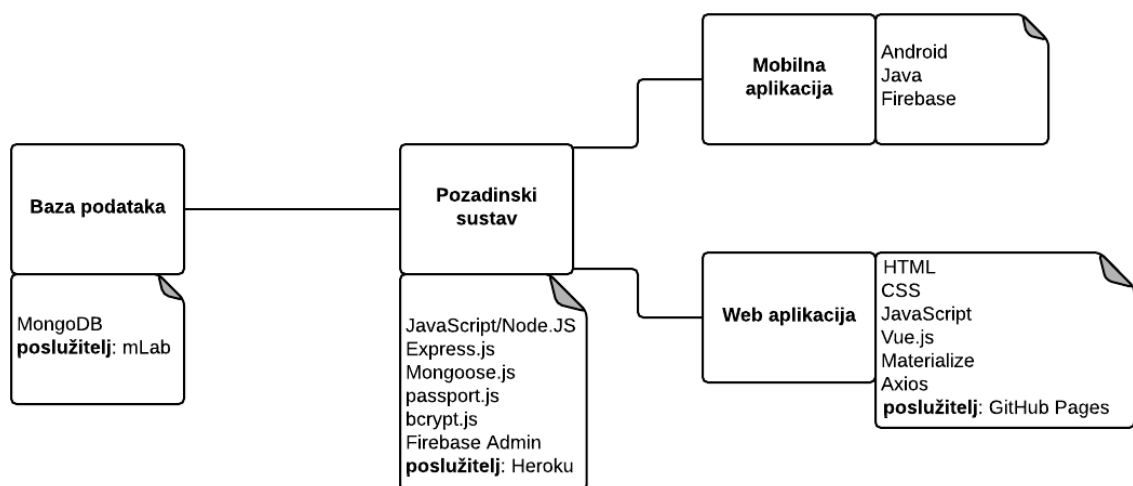 Mobilna
aplikacija
Android
Java
Firebase
Baza podataka
MongoDB
poslužitelj: mLab
Pozadinski
sustav
JavaScript/Node.JS
Express.js
Mongoose.js
passport.js
bcrypt.js
Firebase Admin
poslužitelj: Heroku
Web aplikacija
HTML
CSS
JavaScript
Vue.js
Materialize
Axios
poslužitelj: GitHub Pages